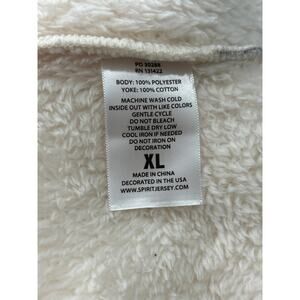 PO 30288
RN 131422
BODY: 100% POLYESTER
YOKE: 100% COTTON
MACHINE WASH COLD
INSIDE OUT WITH LIKE COLORS
GENTLE CYCLE
DO NOT BLEACH
TUMBLE DRY LOW
COOL IRON IF NEEDED
DO NOT IRON ON
DECORATION
XL
MADE IN CHINA
DECORATED IN THE USA
WWW.SPIRITJERSEY.COM